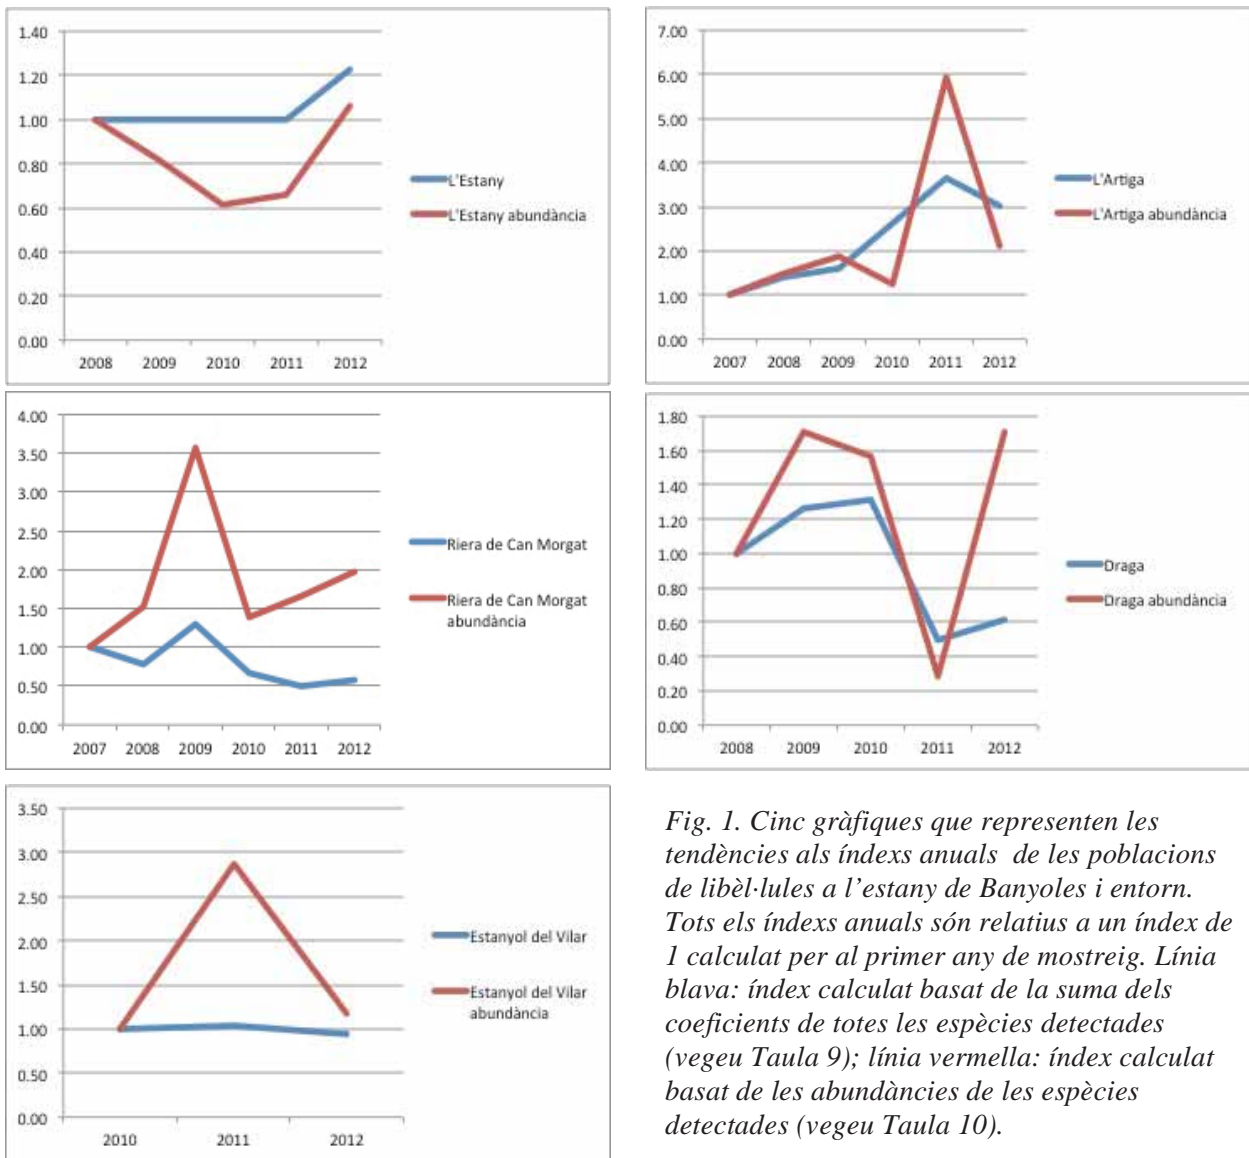 1.40
1.20
1.00
0.80
0.60
0.40
0.20
0.00
2008 2009 2010 2011 2012
L'Estany
L'Estany abundància
7.00
6.00
5.00
4.00
3.00
2.00
1.00
0.00
2007 2008 2009 2010 2011 2012
L'Artiga
L'Artiga abundància
4.00
3.50
3.00
2.50
2.00
1.50
1.00
0.50
0.00
2007 2008 2009 2010 2011 2012
Riera de Can Morgat
Riera de Can Morgat
abundància
1.80
1.60
1.40
1.20
1.00
0.80
0.60
0.40
0.20
0.00
2008 2009 2010 2011 2012
Draga
Draga abundància
3.50
3.00
2.50
2.00
1.50
1.00
0.50
0.00
2010 2011 2012
Estanyol del Vilar
Estanyol del Vilar
abundància
Fig. 1. Cinc gràfiques que representen les
tendències als índexs anuals de les poblacions
de libèl·lules a l’estany de Banyoles i entorn.
Tots els índexs anuals són relatius a un índex de
1 calculat per al primer any de mostreig. Línia
blava: índex calculat basat de la suma dels
coeficients de totes les espècies detectades
(vegeu Taula 9); línia vermella: índex calculat
basat de les abundàncies de les espècies
detectades (vegeu Taula 10).